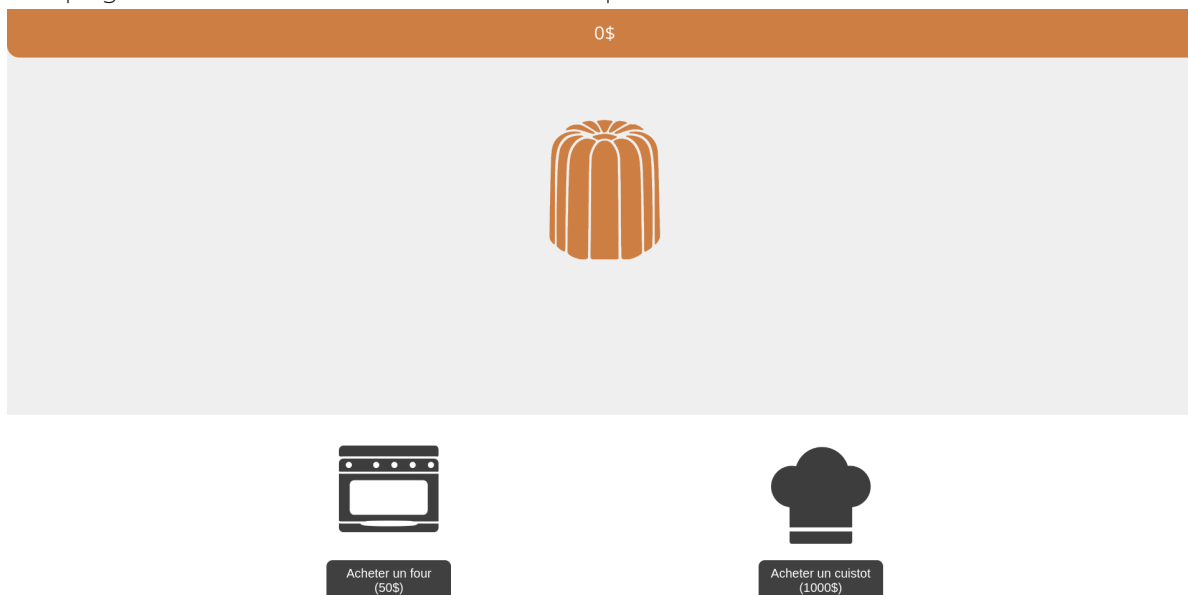 0$
Acheter un four
(50$)
Acheter un cuistot
(1000$)